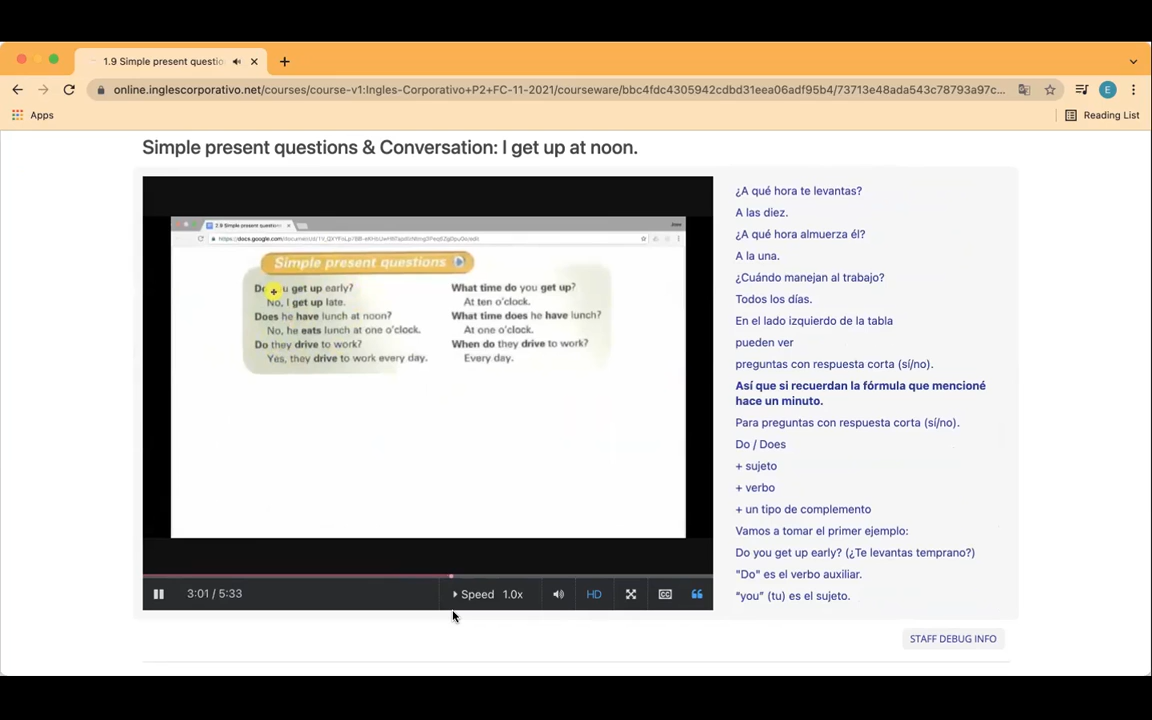 1.9 Simple present questio
online.inglescorporativo.net/courses/course-v1:Ingles-Corporativo+P2+FC-11-2021/courseware/bbc4fdc4305942cdbd31eea06adf95b4/73713e48ada543c78793a97c...
E
Apps
Reading List
Simple present questions & Conversation: I get up at noon.
2.9 Simple present question
Simple present questions
Do you get up early?
No, I get up late.
Does he have lunch at noon?
No, he eats lunch at one o'clock.
Do they drive to work?
Yes, they drive to work every day.
What time do you get up?
At ten o'clock.
What time does he have lunch?
At one o'clock.
When do they drive to work?
Every day.
3:01 / 5:33
Speed 1.0x
HD
CC
¿A qué hora te levantas?
A las diez.
¿A qué hora almuerza él?
A la una.
¿Cuándo manejan al trabajo?
Todos los días.
En el lado izquierdo de la tabla
pueden ver
preguntas con respuesta corta (sí/no).
Así que si recuerdan la fórmula que mencioné
hace un minuto.
Para preguntas con respuesta corta (sí/no).
Do / Does
+ sujeto
+ verbo
+ un tipo de complemento
Vamos a tomar el primer ejemplo:
Do you get up early? (¿Te levantas temprano?)
"Do" es el verbo auxiliar.
"you" (tu) es el sujeto.
STAFF DEBUG INFO